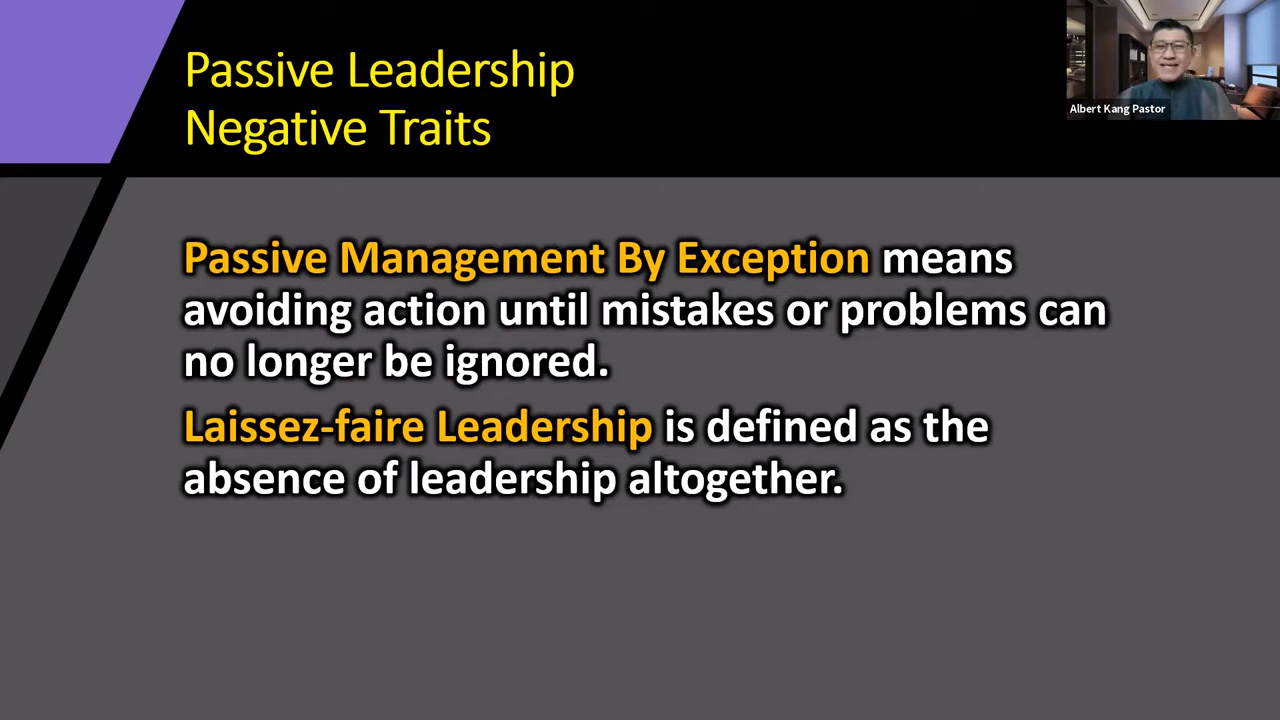 Passive Leadership
Negative Traits
Albert Kang Pastor
Passive Management By Exception means
avoiding action until mistakes or problems can
no longer be ignored.
Laissez-faire Leadership is defined as the
absence of leadership altogether.